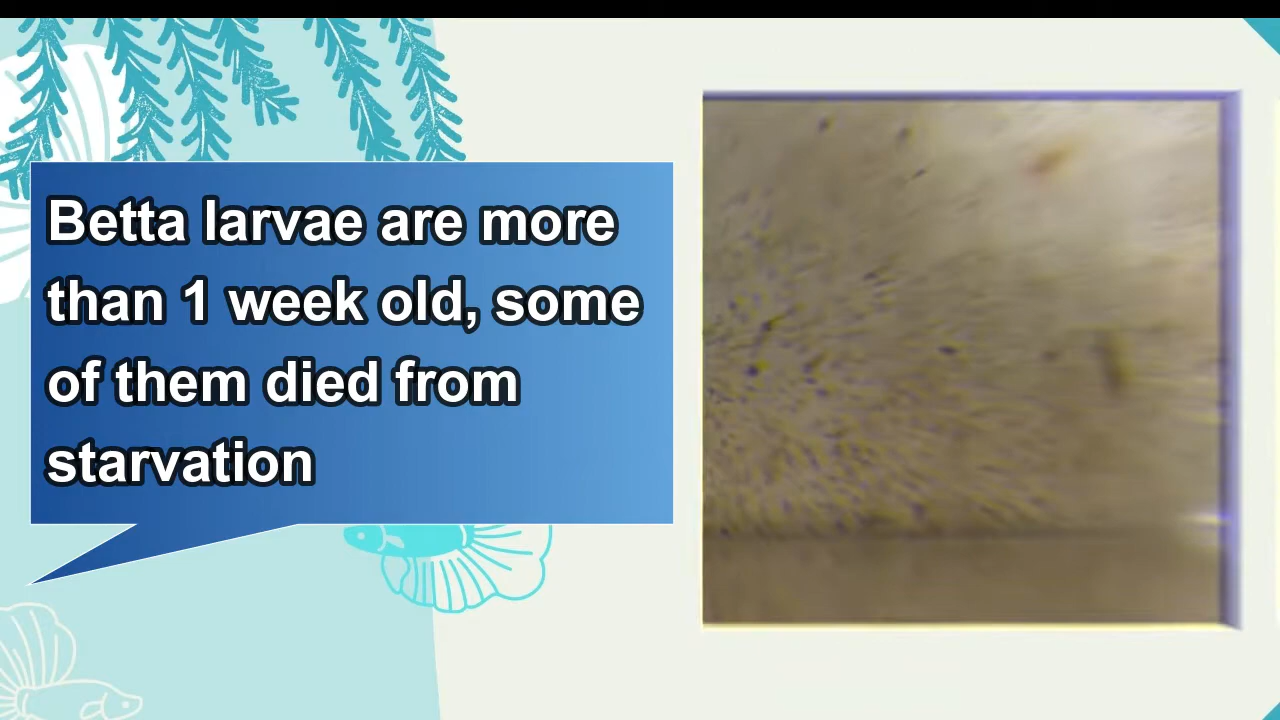 Betta larvae are more
than 1 week old, some
of them died from
starvation